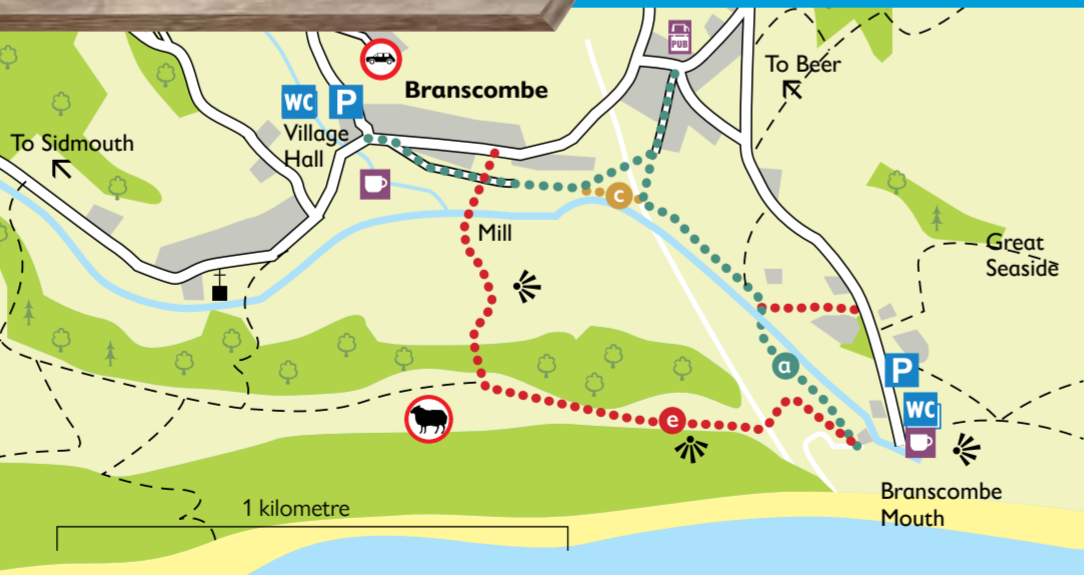 PUB
To Beer
WC
P
Branscombe
Village
Hall
To Sidmouth
c
Mill
Great
Seaside
a
P
WC
e
Branscombe
Mouth
1 kilometre